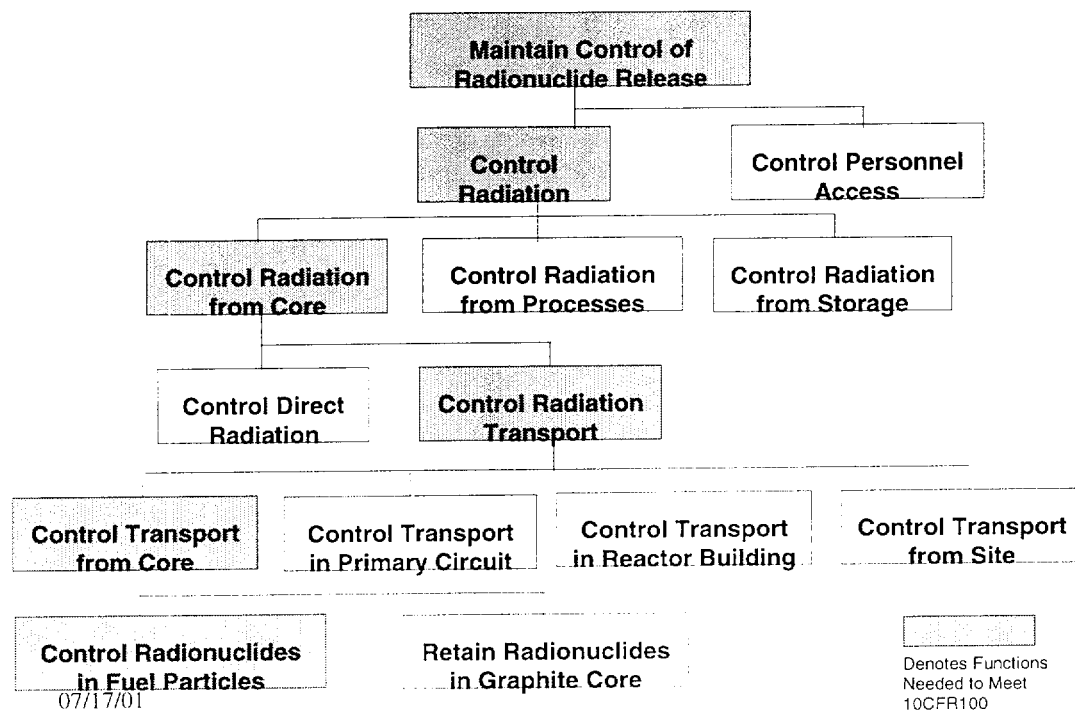 Maintain Control of
Radionuclide Release
Control
Radiation
Control Personnel
Access
Control Radiation
from Core
Control Radiation
from Processes
Control Radiation
from Storage
Control Direct
Radiation
Control Radiation
Transport
Control Transport
from Core
Control Transport
in Primary Circuit
Control Transport
in Reactor Building
Control Transport
from Site
Control Radionuclides
in Fuel Particles
Retain Radionuclides
in Graphite Core
Denotes Functions
Needed to Meet
10CFR100
07/17/01